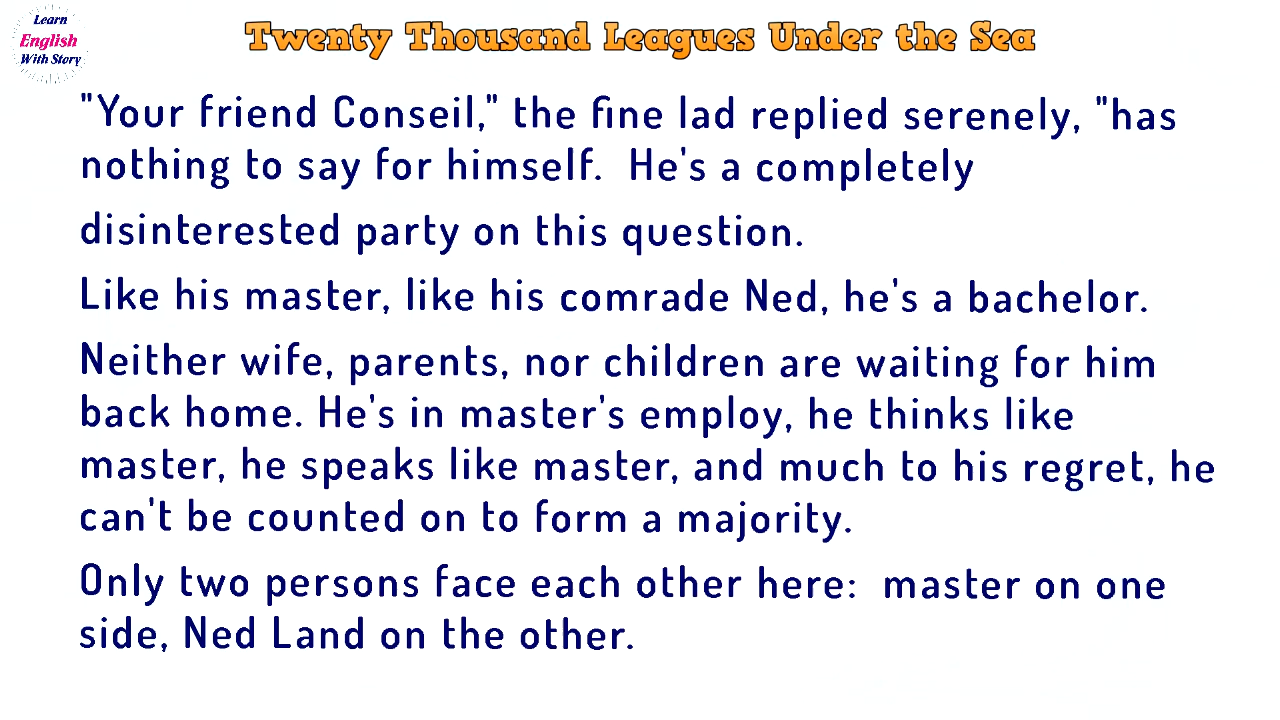 Learn
English
With Story
Twenty Thousand Leagues Under the Sea
"Your friend Conseil," the fine lad replied serenely, "has
nothing to say for himself.  He's a completely
disinterested party on this question.
Like his master, like his comrade Ned, he's a bachelor.
Neither wife, parents, nor children are waiting for him
back home. He's in master's employ, he thinks like
master, he speaks like master, and much to his regret, he
can't be counted on to form a majority.
Only two persons face each other here:  master on one
side, Ned Land on the other.